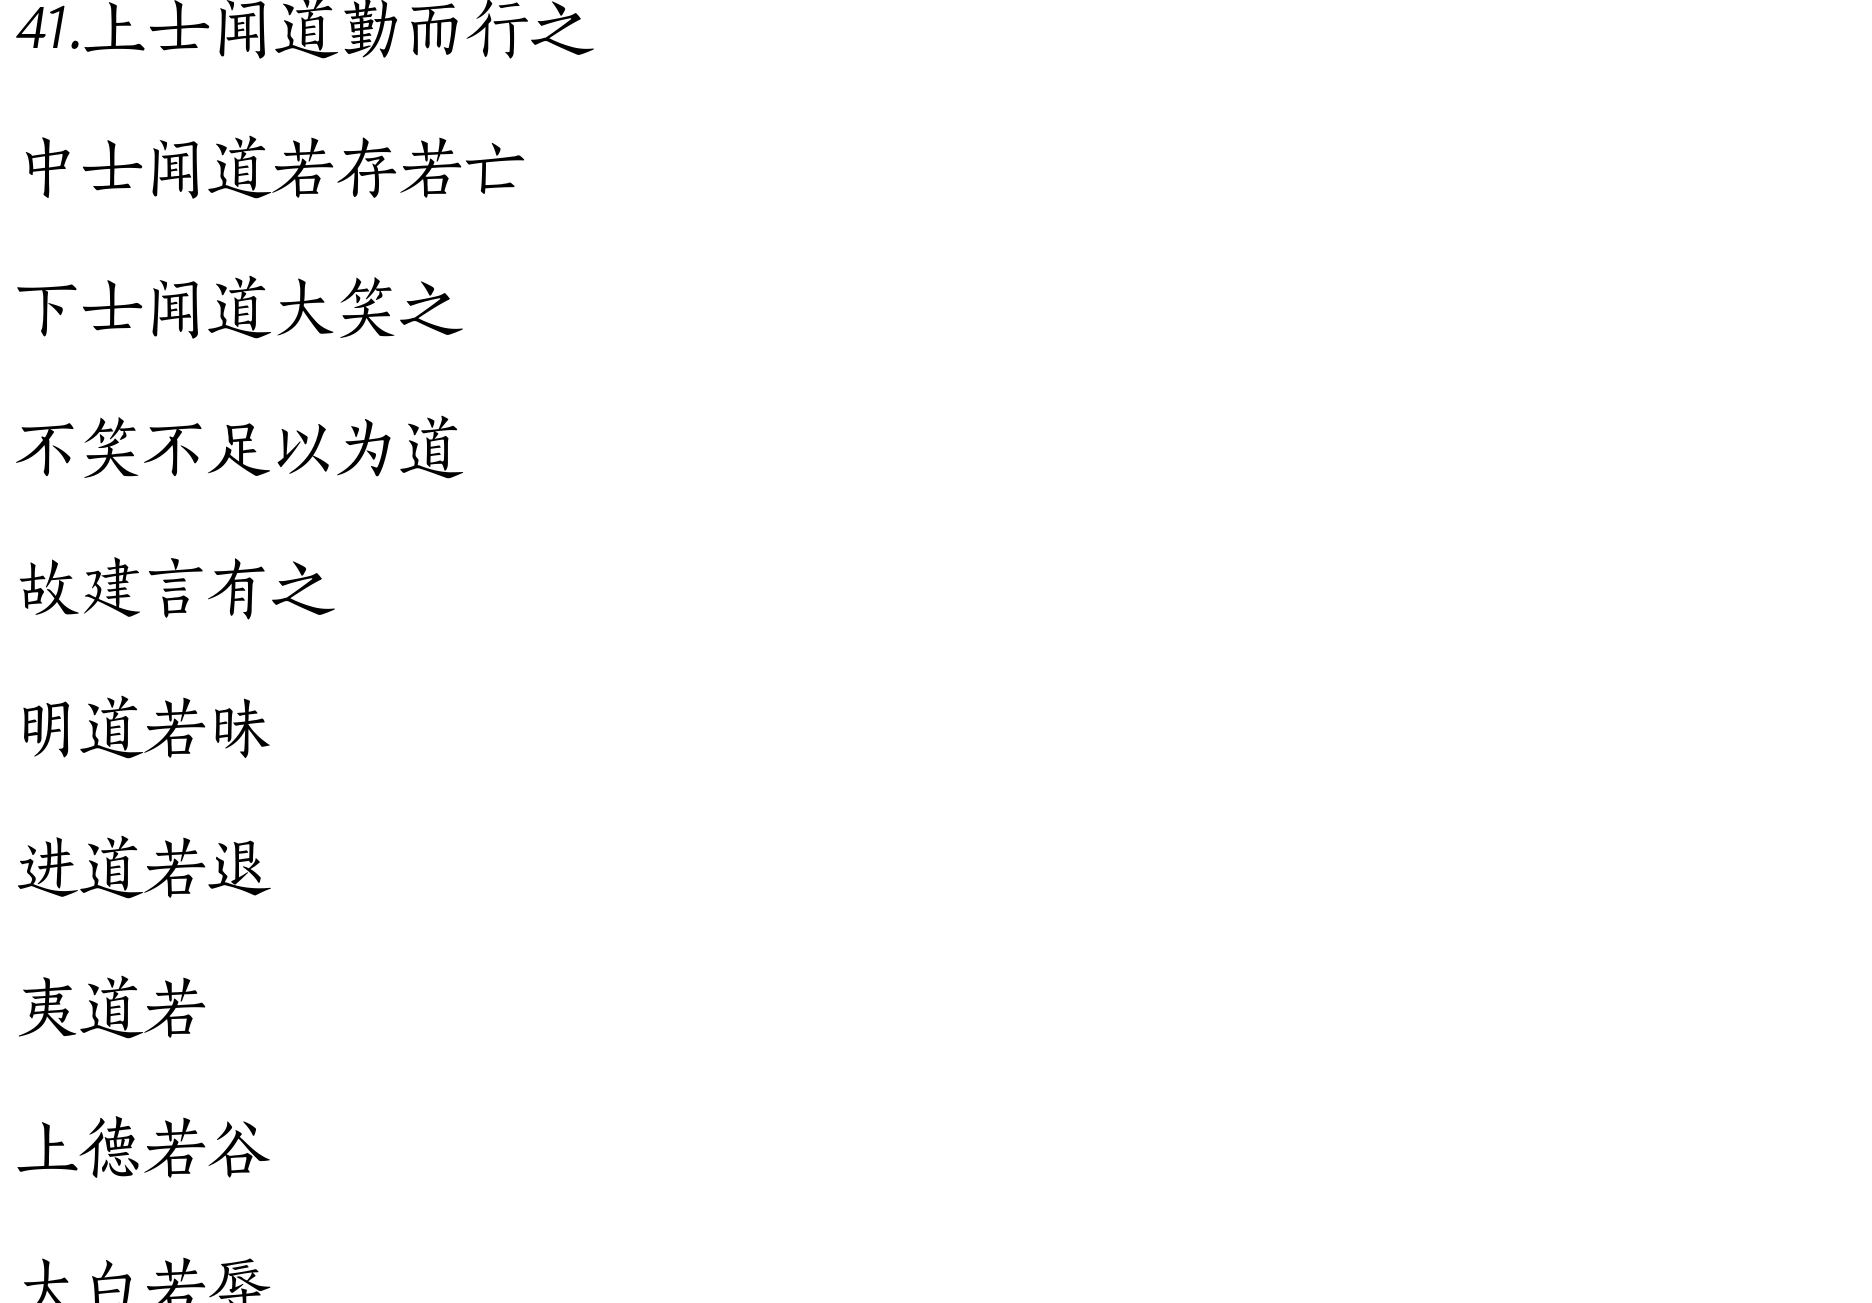 41.上士闻道勤而行之
中士闻道若存若亡
下士闻道大笑之
不笑不足以为道
故建言有之
明道若昧
进道若退
夷道若
上德若谷
大白若辱